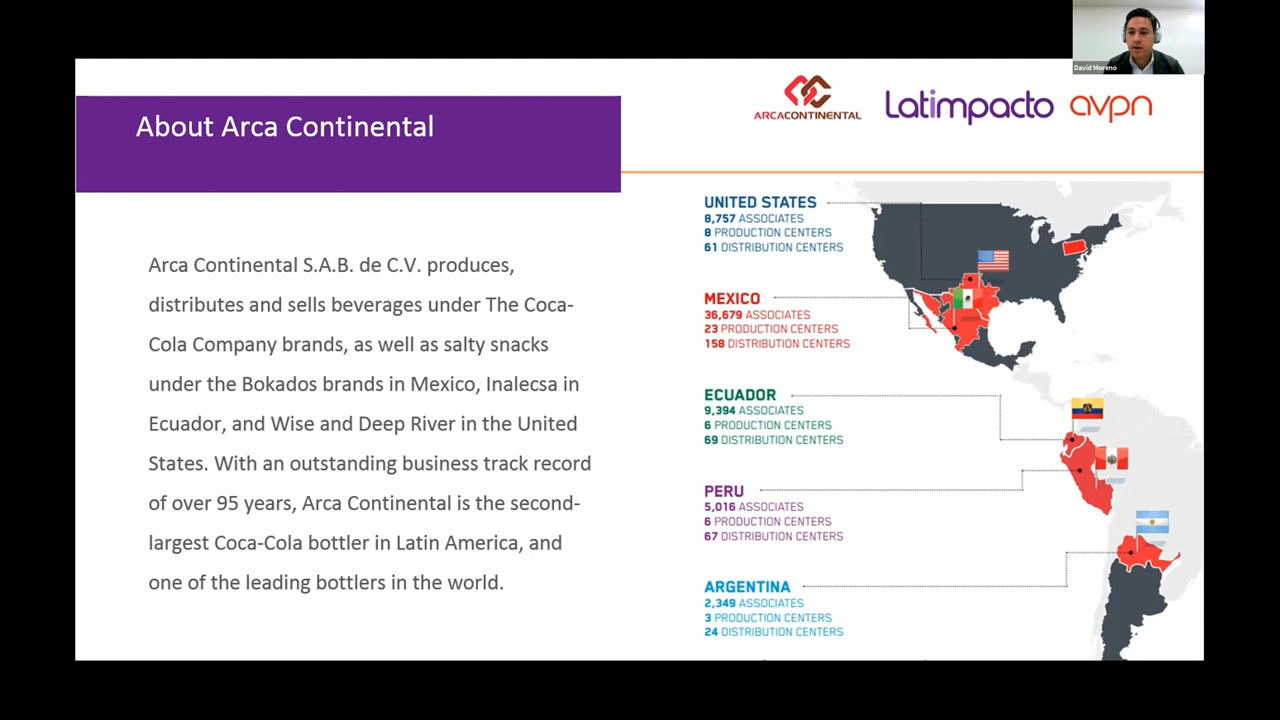 David Moreno
ARCACONTINENTAL
Latimpacto
avpn
About Arca Continental
Arca Continental S.A.B. de C.V. produces,
distributes and sells beverages under The Coca-
Cola Company brands, as well as salty snacks
under the Bokados brands in Mexico, Inalecsa in
Ecuador, and Wise and Deep River in the United
States. With an outstanding business track record
of over 95 years, Arca Continental is the second-
largest Coca-Cola bottler in Latin America, and
one of the leading bottlers in the world.
UNITED STATES
8,757 ASSOCIATES
8 PRODUCTION CENTERS
61 DISTRIBUTION CENTERS
MEXICO
36,679 ASSOCIATES
23 PRODUCTION CENTERS
158 DISTRIBUTION CENTERS
ECUADOR
9,394 ASSOCIATES
6 PRODUCTION CENTERS
69 DISTRIBUTION CENTERS
PERU
5,016 ASSOCIATES
6 PRODUCTION CENTERS
67 DISTRIBUTION CENTERS
ARGENTINA
2,349 ASSOCIATES
3 PRODUCTION CENTERS
24 DISTRIBUTION CENTERS